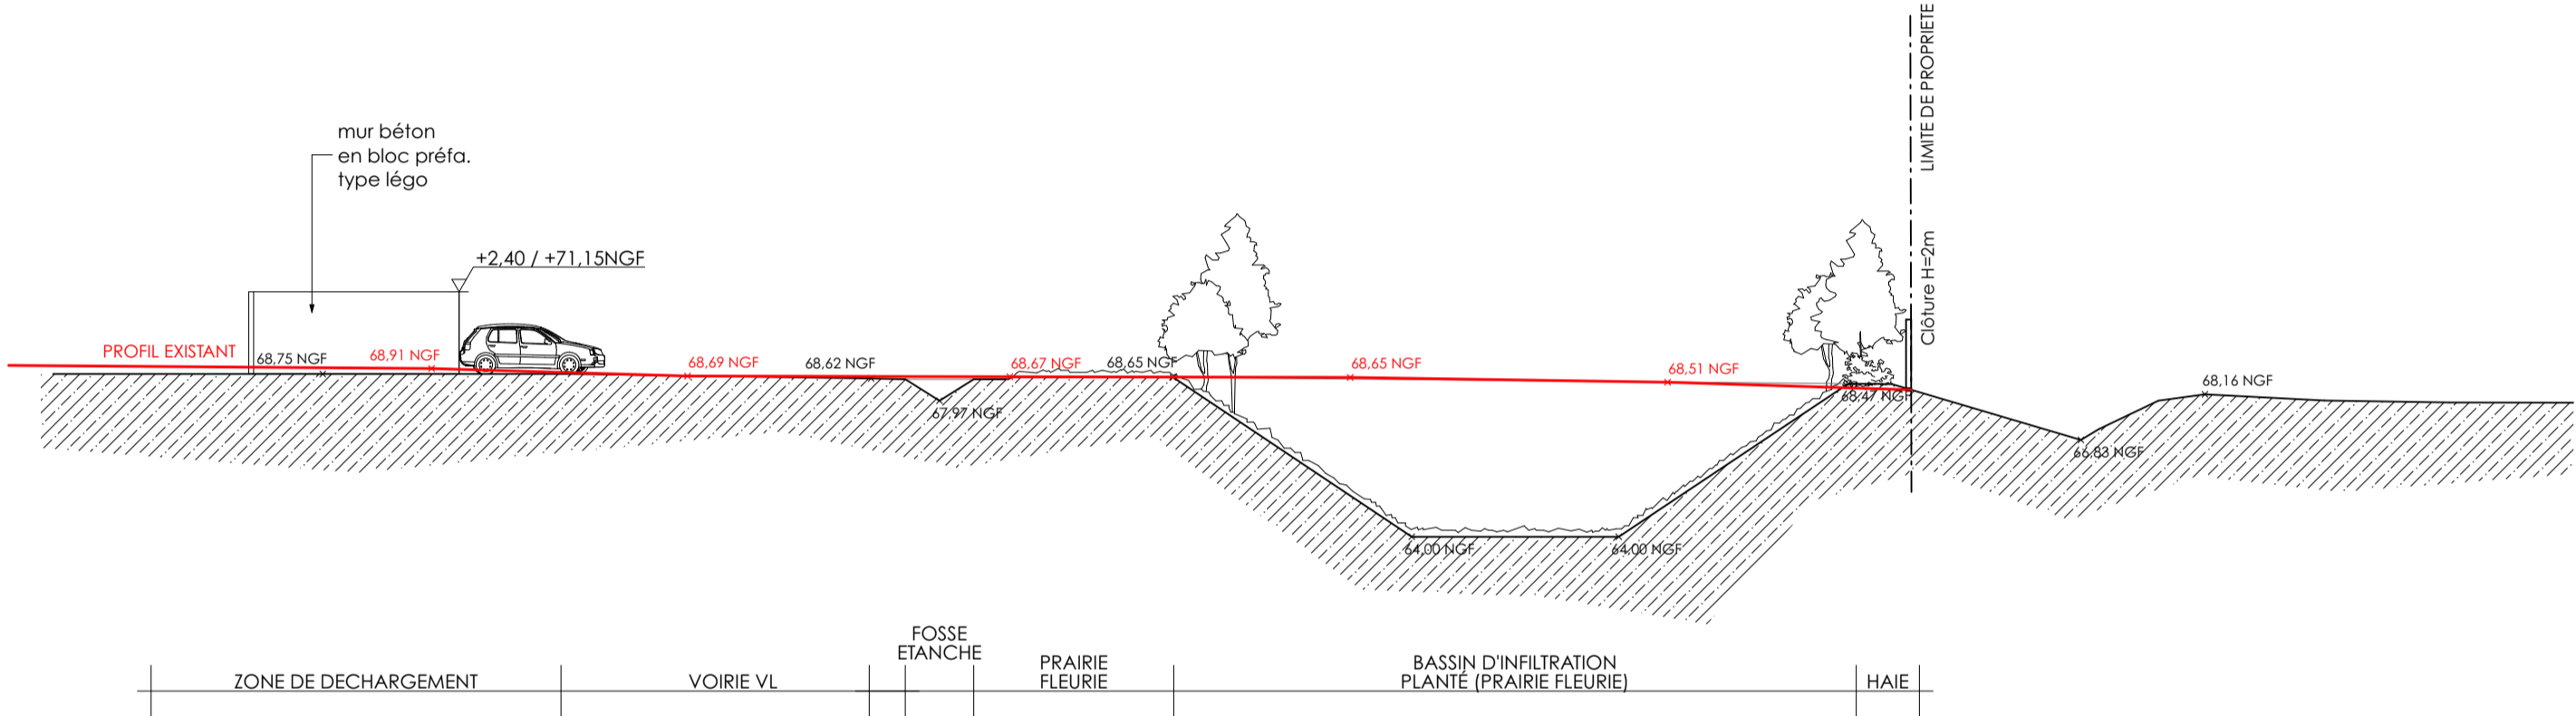 LIMITE DE PROPRIETE
mur béton
en bloc préfa.
type légo
+2,40 / +71,15NGF
Clôture H=2m
PROFIL EXISTANT
68,75 NGF
68,91 NGF
68,69 NGF
68,62 NGF
68,67 NGF
68,65 NGF
68,65 NGF
68,51 NGF
68,47 NGF
68,16 NGF
67,97 NGF
66,83 NGF
64,00 NGF
64,00 NGF
FOSSE
ETANCHE
ZONE DE DECHARGEMENT
VOIRIE VL
PRAIRIE
FLEURIE
BASSIN D'INFILTRATION
PLANTÉ (PRAIRIE FLEURIE)
HAIE